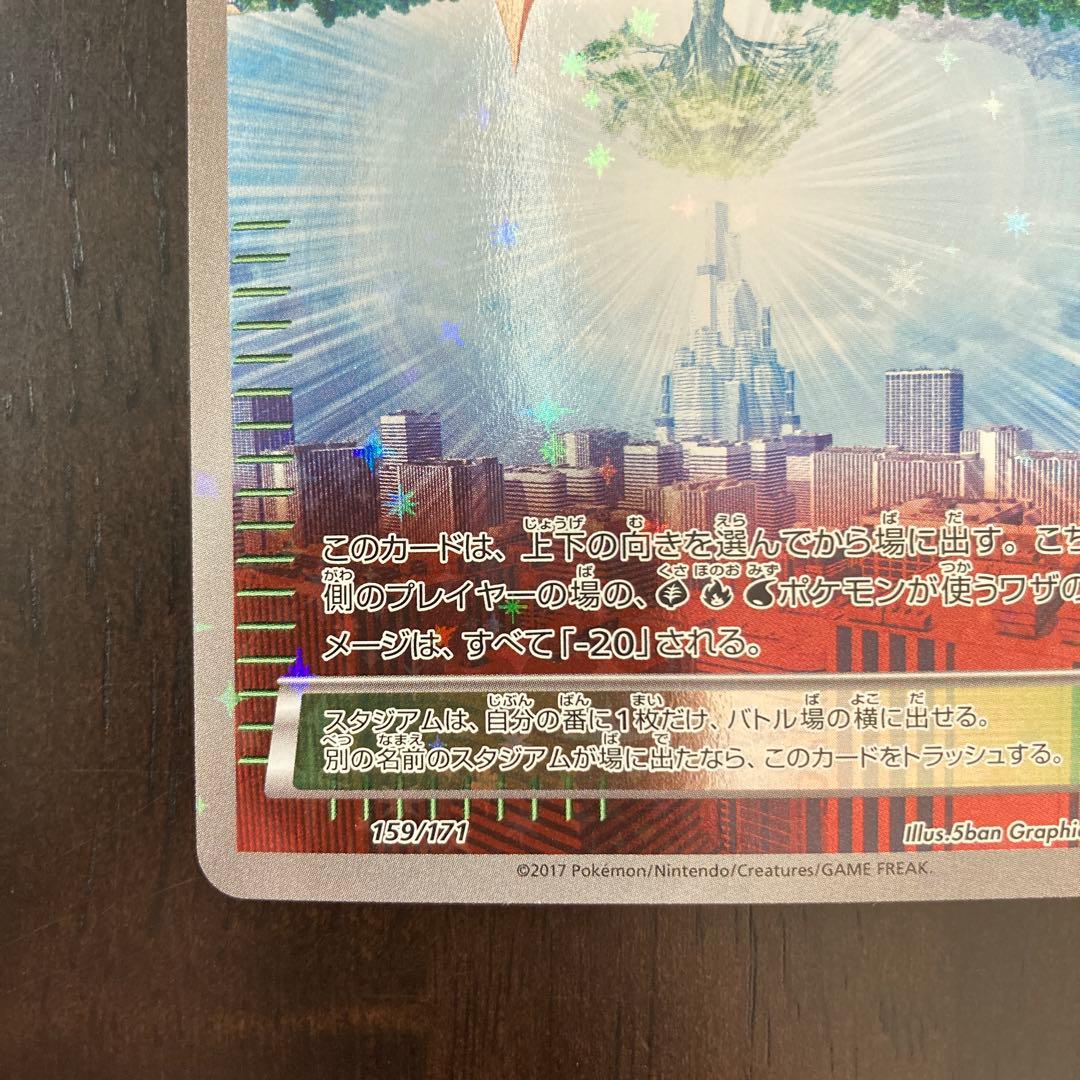 このカードは、上下の向きを選んでから場に出す。こち
側のプレイヤーの場の、ポケモンが使うワザの
メージは、すべて「-20」される。
スタジアムは、自分の番に1枚だけ、バトル場の横に出せる。
別の名前のスタジアムが場に出たなら、このカードをトラッシュする。
159/171
Illus.5ban Graphi
©2017 Pokémon/Nintendo/Creatures/GAME FREAK.